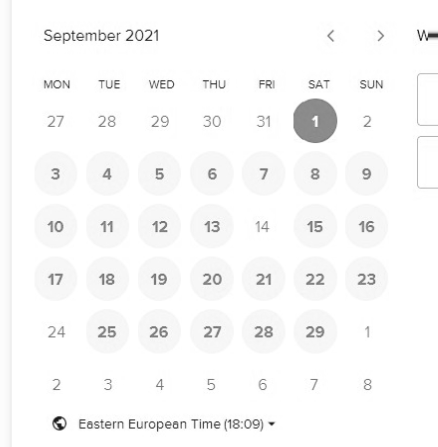 September 2021 < >
MON TUE WED THU FRI SAT SUN
27 28 29 30 31 1 2
3 4 5 6 7 8 9
10 11 12 13 14 15 16
17 18 19 20 21 22 23
24 25 26 27 28 29 1
2 3 4 5 6 7 8
Eastern European Time (18:09)